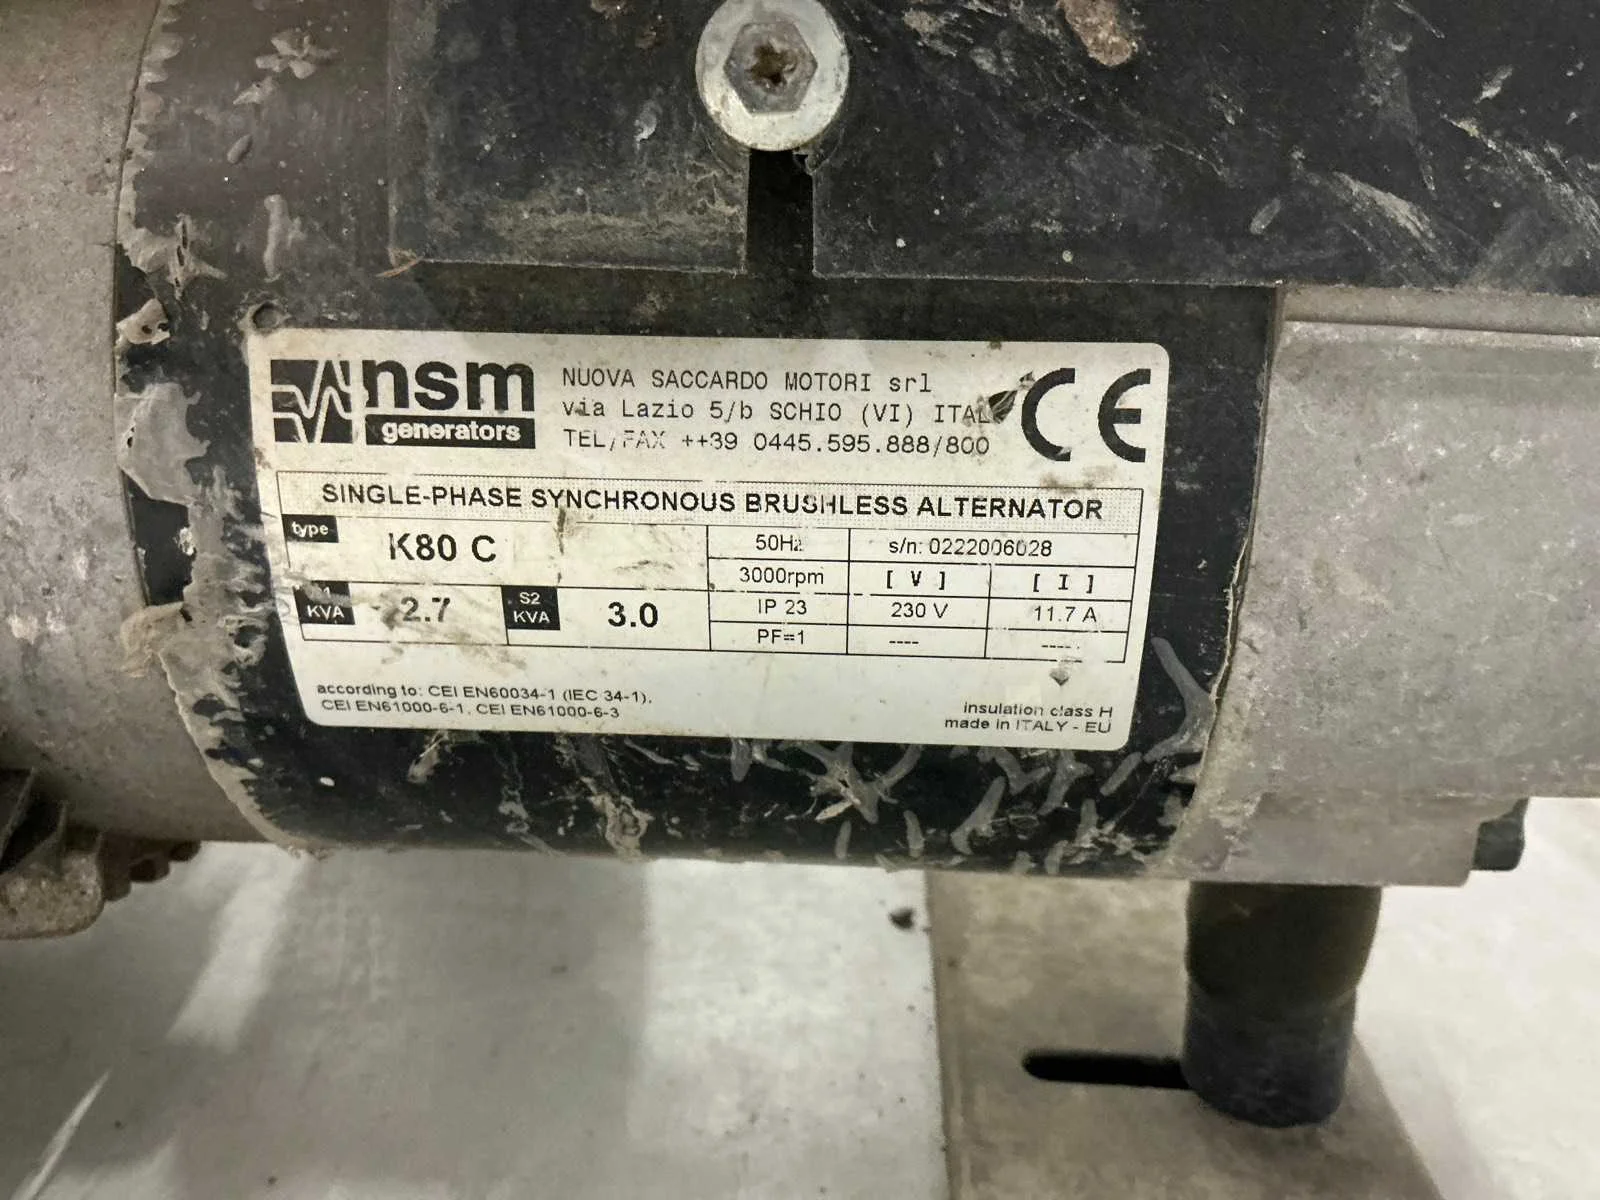 nsm
generators
NUOVA SACCARDO MOTORI srl
via Lazio 5/b SCHIO (VI) ITAL
TEL/FAX ++39 0445.595.888/800
CE
SINGLE-PHASE SYNCHRONOUS BRUSHLESS ALTERNATOR
type K80 C
50Hz s/n: 0222006028
3000rpm [ V ] [ I ]
KVA 2.7 S2 KVA 3.0
IP 23 230 V 11.7 A
PF=1 ---- ----
according to: CEI EN60034-1 (IEC 34-1),
CEI EN61000-6-1, CEI EN61000-6-3
insulation class H
made in ITALY - EU